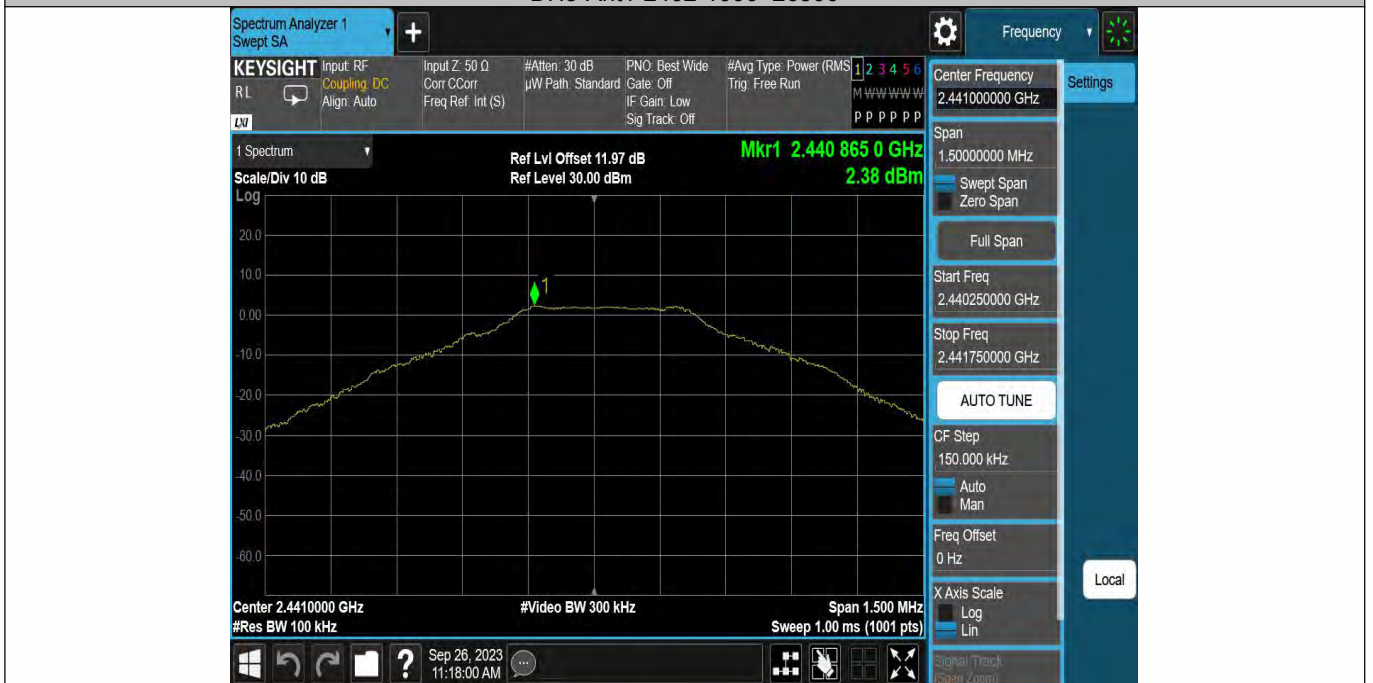 Spectrum Analyzer 1
Swept SA
+
Frequency
KEYSIGHT
RL
LXI
Input: RF
Coupling: DC
Align: Auto
Input Z: 50 Ω
Corr CCorr
Freq Ref: Int (S)
#Atten: 30 dB
µW Path: Standard
PNO: Best Wide
Gate: Off
IF Gain: Low
Sig Track: Off
#Avg Type: Power (RMS
Trig: Free Run
1 2 3 4 5 6
M W W W W W
P P P P P P
Center Frequency
2.441000000 GHz
Settings
1 Spectrum
Scale/Div 10 dB
Log
Ref Lvl Offset 11.97 dB
Ref Level 30.00 dBm
Mkr1 2.440 865 0 GHz
2.38 dBm
Span
1.50000000 MHz
Swept Span
Zero Span
Full Span
Start Freq
2.440250000 GHz
Stop Freq
2.441750000 GHz
AUTO TUNE
CF Step
150.000 kHz
Auto
Man
Freq Offset
0 Hz
X Axis Scale
Log
Lin
Signal Track
(Span Zoom)
Local
20.0
10.0
1
0.00
-10.0
-20.0
-30.0
-40.0
-50.0
-60.0
Center 2.4410000 GHz
#Video BW 300 kHz
Span 1.500 MHz
#Res BW 100 kHz
Sweep 1.00 ms (1001 pts)
?
Sep 26, 2023
11:18:00 AM